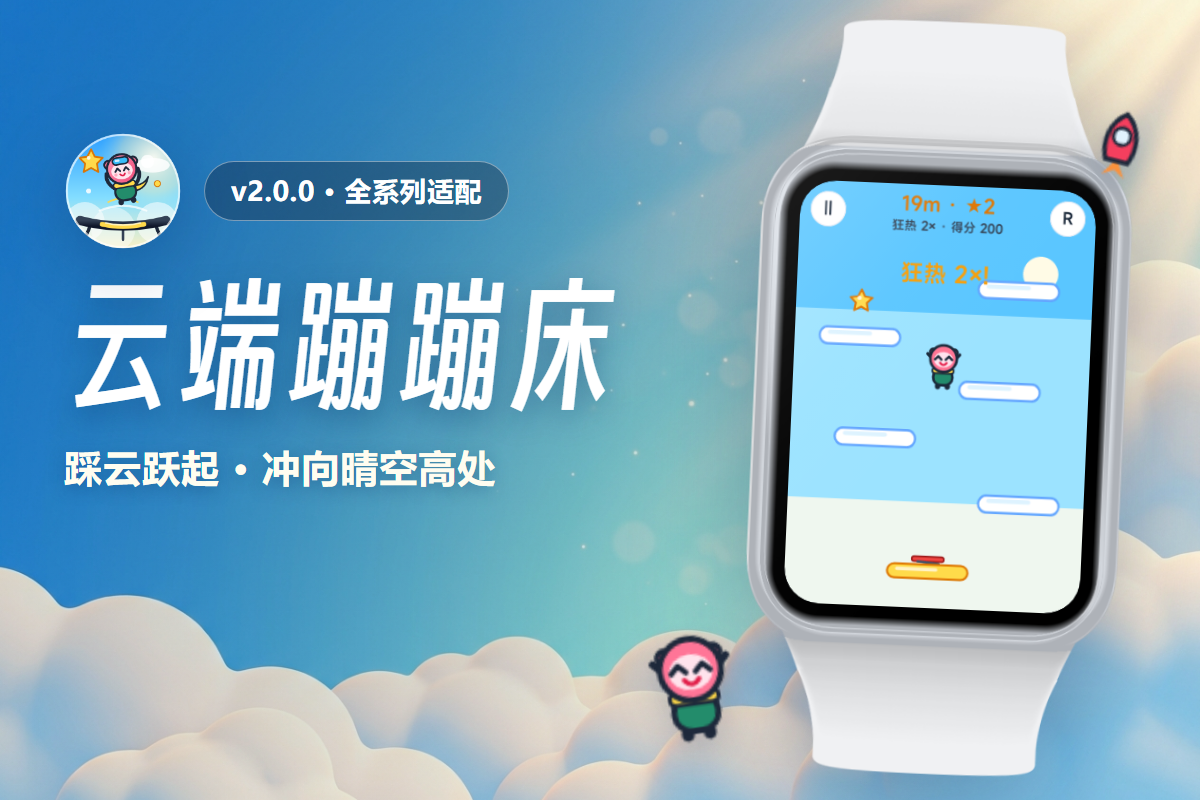 v2.0.0 • 全系列适配
云端蹦蹦床
踩云跃起 • 冲向晴空高处
II
19m · ★2
R
狂热 2× · 得分 200
狂热 2×!